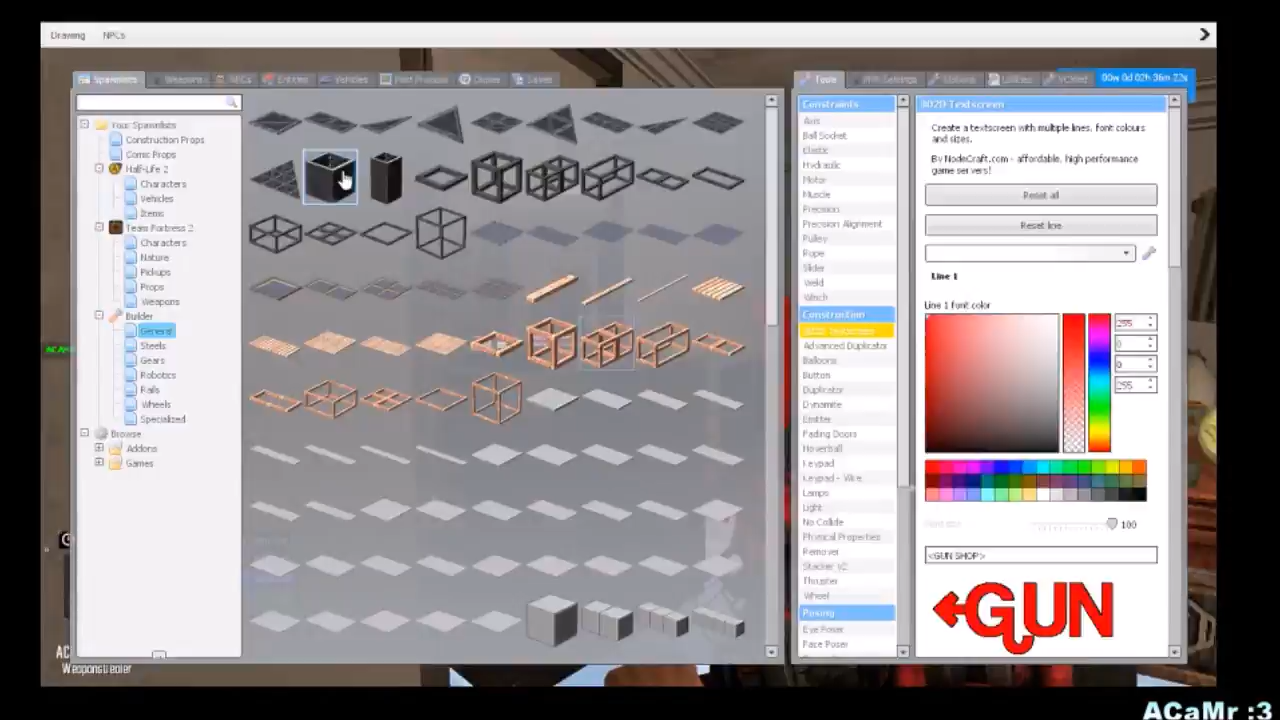 Drawing NPCs
Spawnlists Weapons NPCs Entities Vehicles Post Process Dupes Saves
Tools Options Utilities 00w 0d 02h 36m 22s
Your Spawnlists
Construction Props
Comic Props
Half-Life 2
Characters
Vehicles
Items
Team Fortress 2
Characters
Nature
Pickups
Props
Weapons
Builder
General
Steels
Gears
Robotics
Rails
Wheels
Specialized
Browse
Addons
Games
Constraints
Axis
Ball Socket
Elastic
Hydraulic
Motor
Muscle
Precision
Precision Alignment
Pulley
Rope
Slider
Weld
Winch
Construction
3D2D Textscreen
Advanced Duplicator
Balloons
Button
Duplicator
Dynamite
Emitter
Fading Doors
Hoverball
Keypad
Keypad - Wire
Lamps
Light
No Collide
Physical Properties
Remover
Stacker v2
Thruster
Wheel
Posing
Eye Poser
Face Poser
3D2D Textscreen
Create a textscreen with multiple lines, font colours
and sizes.
By NodeCraft.com - affordable, high performance
game servers!
Reset all
Reset line
Line 1
Line 1 font color
255
0
0
255
Font size 100
<GUN SHOP>
GUN
Weapons Dealer
ACaMr :3